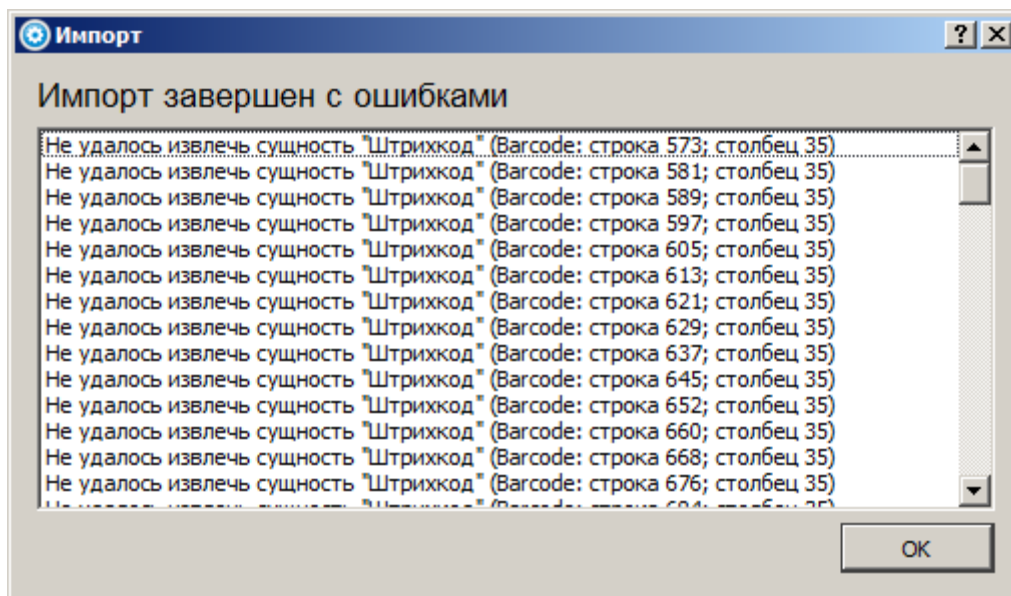 Импорт
Импорт завершен с ошибками
Не удалось извлечь сущность "Штрихкод" (Barcode: строка 573; столбец 35)
Не удалось извлечь сущность "Штрихкод" (Barcode: строка 581; столбец 35)
Не удалось извлечь сущность "Штрихкод" (Barcode: строка 589; столбец 35)
Не удалось извлечь сущность "Штрихкод" (Barcode: строка 597; столбец 35)
Не удалось извлечь сущность "Штрихкод" (Barcode: строка 605; столбец 35)
Не удалось извлечь сущность "Штрихкод" (Barcode: строка 613; столбец 35)
Не удалось извлечь сущность "Штрихкод" (Barcode: строка 621; столбец 35)
Не удалось извлечь сущность "Штрихкод" (Barcode: строка 629; столбец 35)
Не удалось извлечь сущность "Штрихкод" (Barcode: строка 637; столбец 35)
Не удалось извлечь сущность "Штрихкод" (Barcode: строка 645; столбец 35)
Не удалось извлечь сущность "Штрихкод" (Barcode: строка 652; столбец 35)
Не удалось извлечь сущность "Штрихкод" (Barcode: строка 660; столбец 35)
Не удалось извлечь сущность "Штрихкод" (Barcode: строка 668; столбец 35)
Не удалось извлечь сущность "Штрихкод" (Barcode: строка 676; столбец 35)
OK